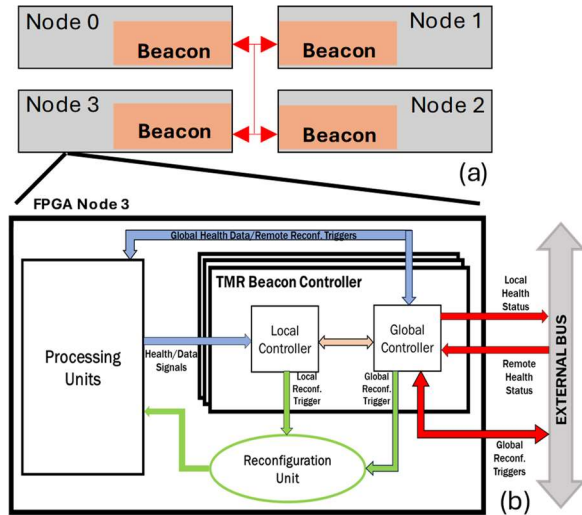 Node 0
Beacon
Node 1
Beacon
Node 3
Beacon
Node 2
Beacon
(a)
FPGA Node 3
Global Health Data/Remote Reconf. Triggers
TMR Beacon Controller
Processing
Units
Health/Data
Signals
Local
Controller
Global
Controller
Local
Reconf.
Trigger
Global
Reconf.
Trigger
Reconfiguration
Unit
Local
Health
Status
Remote
Health
Status
Global
Reconf.
Triggers
EXTERNAL BUS
(b)